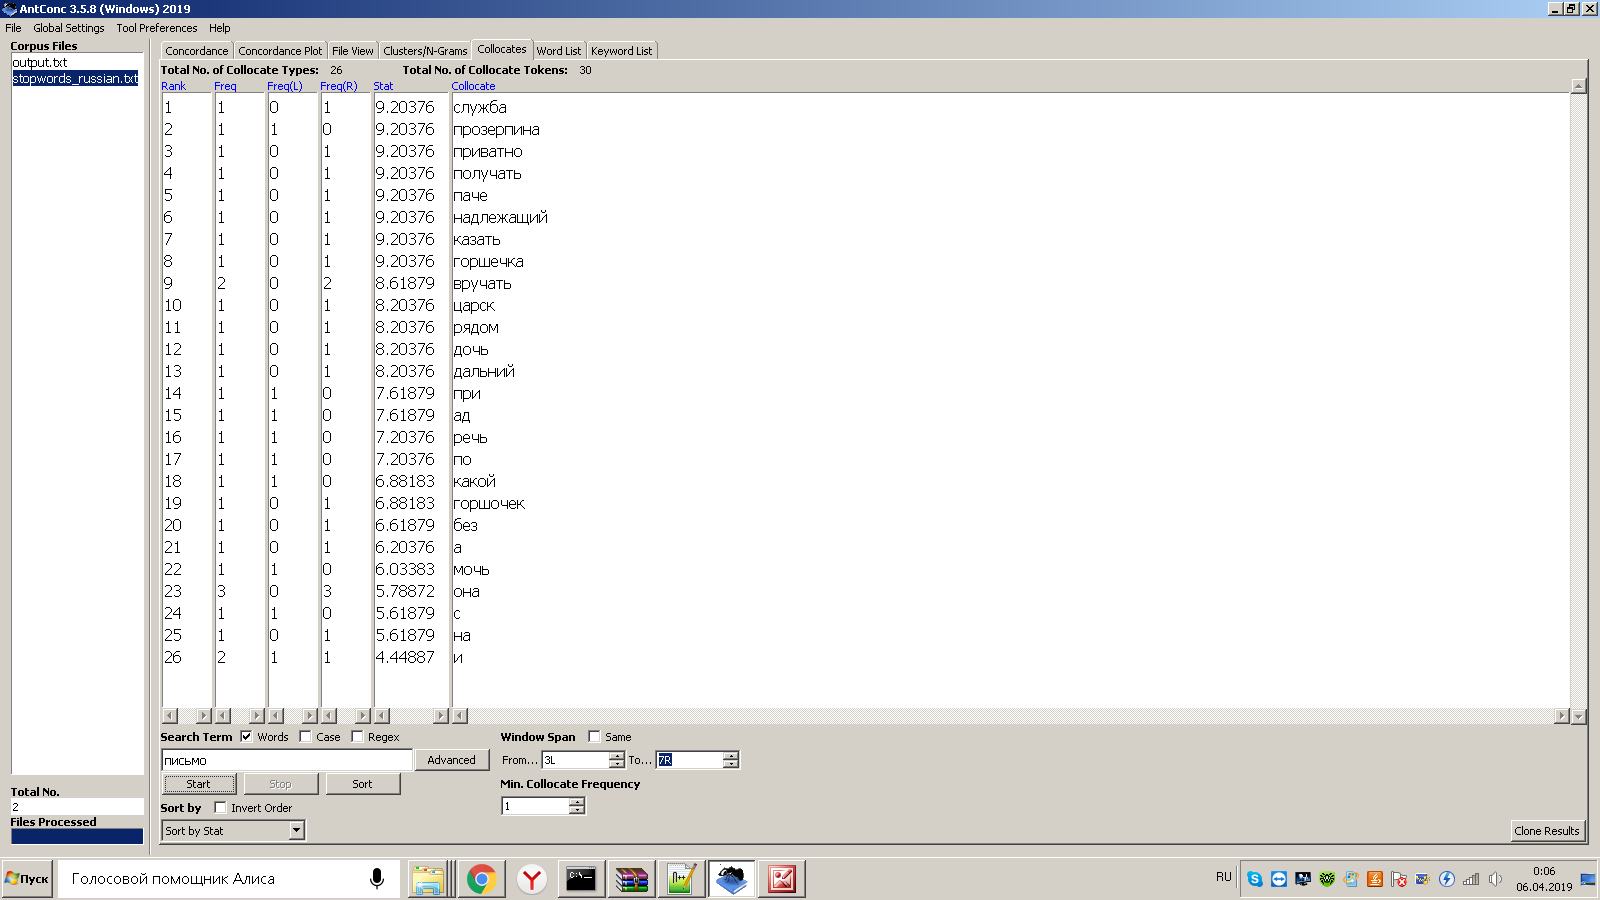 AntConc 3.5.8 (Windows) 2019
File Global Settings Tool Preferences Help
Corpus Files
output.txt
stopwords_russian.txt
Total No.
2
Files Processed
Concordance Concordance Plot File View Clusters/N-Grams Collocates Word List Keyword List
Total No. of Collocate Types: 26 Total No. of Collocate Tokens: 30
Rank Freq Freq(L) Freq(R) Stat Collocate
1 1 0 1 9.20376 служба
2 1 1 0 9.20376 прозерпина
3 1 0 1 9.20376 приватно
4 1 0 1 9.20376 получать
5 1 0 1 9.20376 паче
6 1 0 1 9.20376 надлежащий
7 1 0 1 9.20376 казать
8 1 0 1 9.20376 горшечка
9 2 0 2 8.61879 вручать
10 1 0 1 8.20376 царск
11 1 0 1 8.20376 рядом
12 1 0 1 8.20376 дочь
13 1 0 1 8.20376 дальний
14 1 1 0 7.61879 при
15 1 1 0 7.61879 ад
16 1 1 0 7.20376 речь
17 1 1 0 7.20376 по
18 1 1 0 6.88183 какой
19 1 0 1 6.88183 горшочек
20 1 0 1 6.61879 без
21 1 0 1 6.20376 а
22 1 1 0 6.03383 мочь
23 3 0 3 5.78872 она
24 1 1 0 5.61879 с
25 1 0 1 5.61879 на
26 2 1 1 4.44887 и
Search Term Words Case Regex
письмо Advanced
Start Stop Sort
Sort by Invert Order
Sort by Stat
Window Span Same
From... 3L To... 7R
Min. Collocate Frequency
1
Clone Results
Пуск Голосовой помощник Алиса RU 0:06
06.04.2019